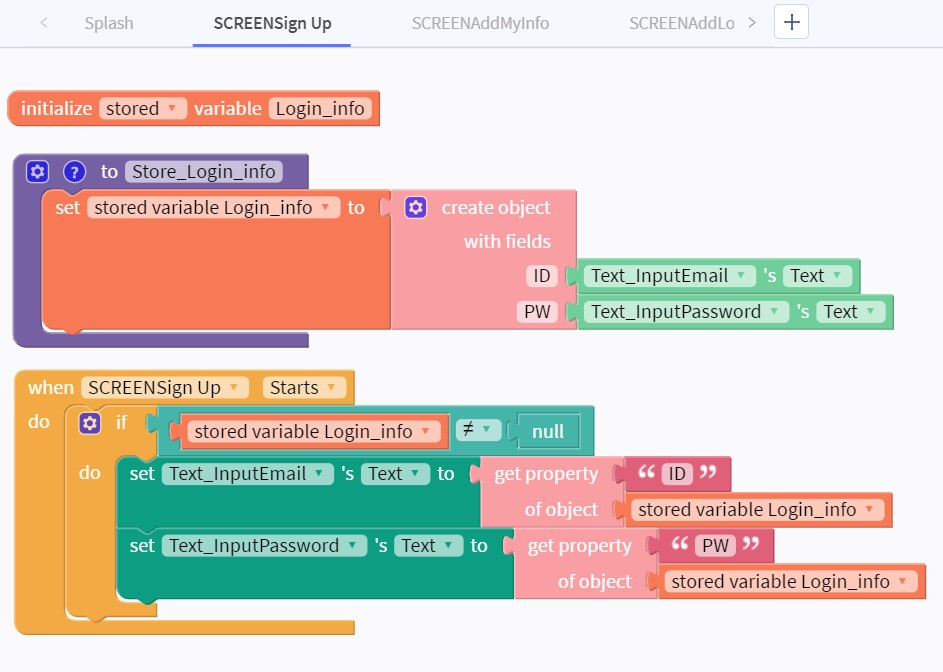 Splash SCREENSign Up SCREENAddMyInfo SCREENAddLo
initialize stored variable Login_info
? to Store_Login_info
set stored variable Login_info to create object
with fields
ID Text_InputEmail 's Text
PW Text_InputPassword 's Text
when SCREENSign Up Starts
do if stored variable Login_info ≠ null
do set Text_InputEmail 's Text to get property “ ID ”
of object stored variable Login_info
set Text_InputPassword 's Text to get property “ PW ”
of object stored variable Login_info